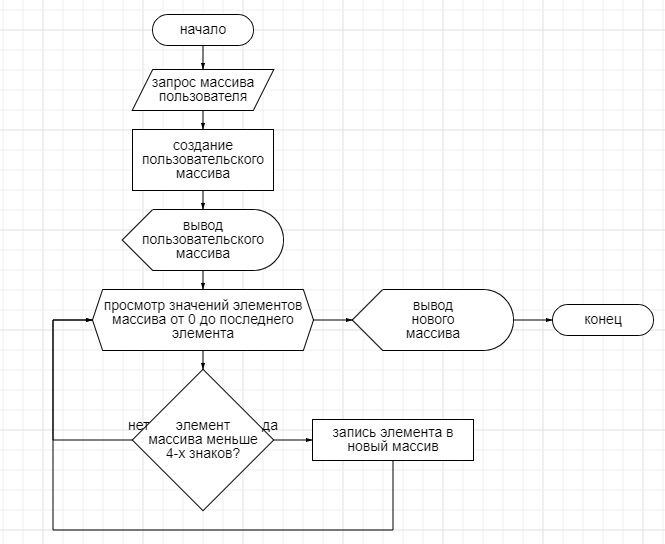 начало
запрос массива
пользователя
создание
пользовательского
массива
вывод
пользовательского
массива
просмотр значений элементов
массива от 0 до последнего
элемента
вывод
нового
массива
конец
нет
элемент
массива меньше
4-х знаков?
да
запись элемента в
новый массив